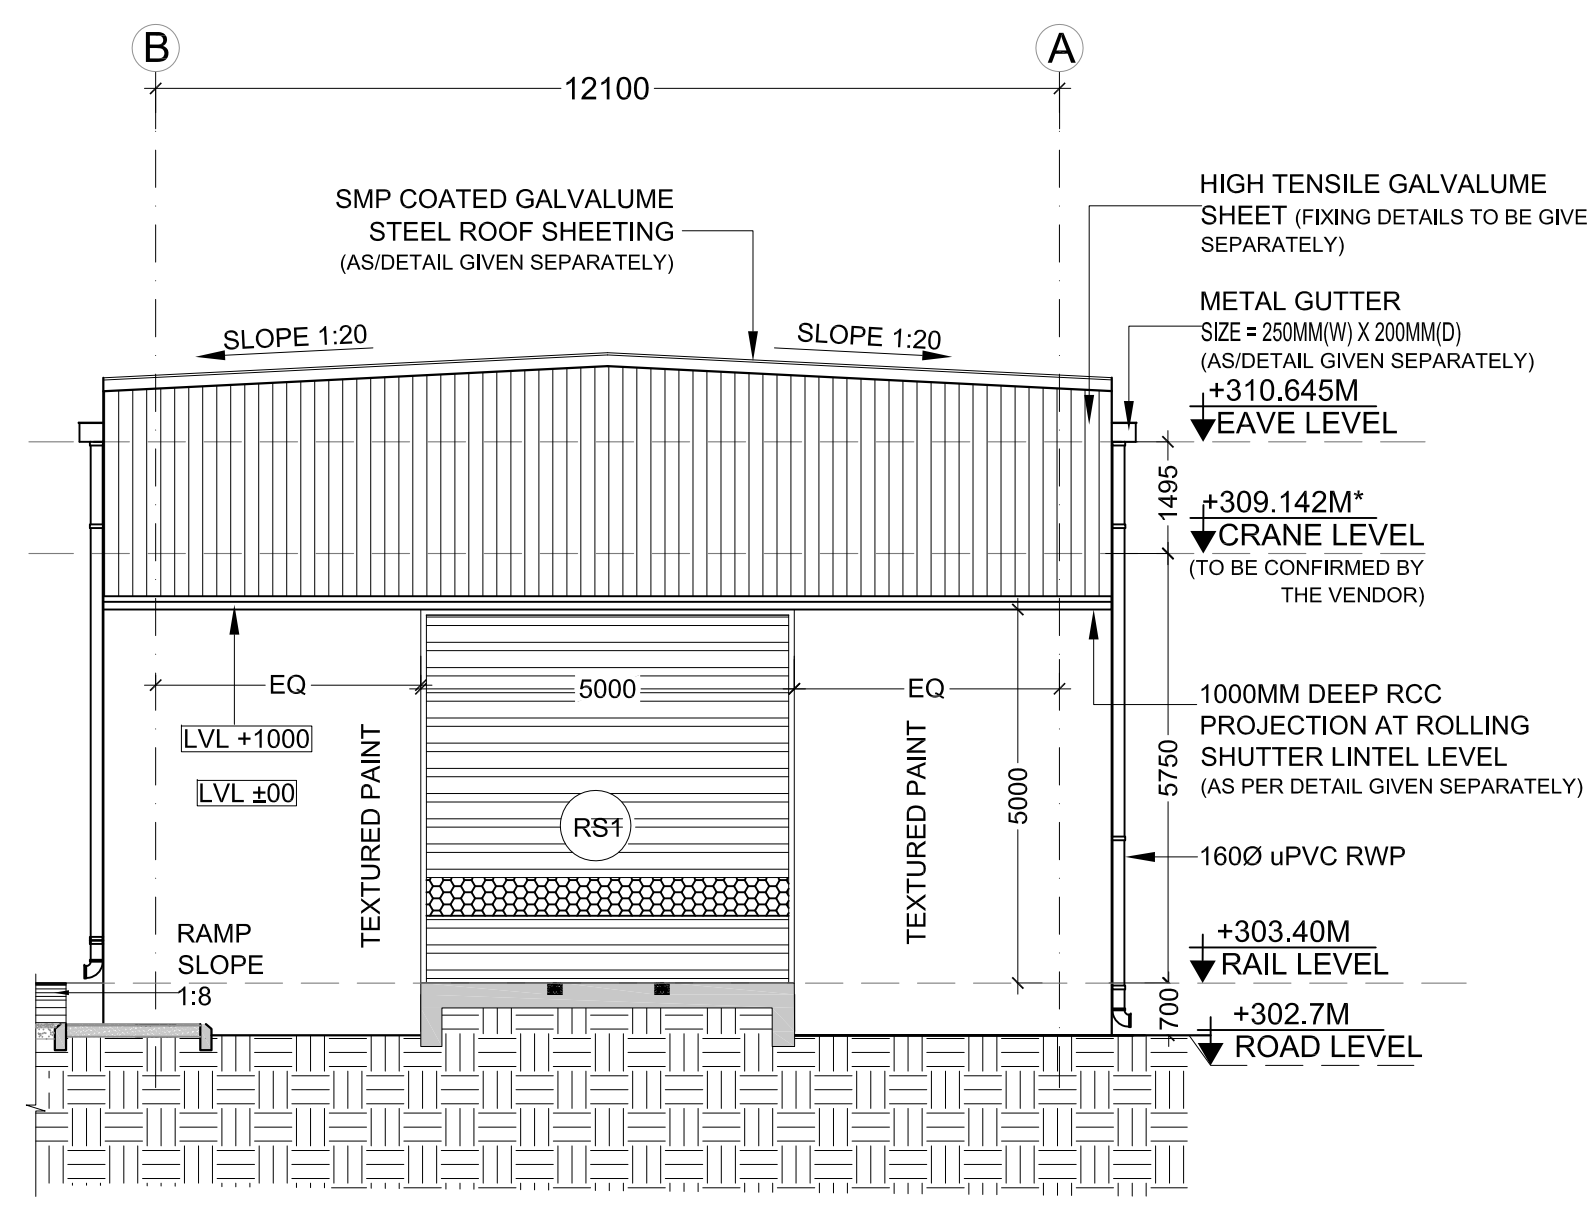 B
A
12100
SMP COATED GALVALUME
STEEL ROOF SHEETING
(AS/DETAIL GIVEN SEPARATELY)
HIGH TENSILE GALVALUME
SHEET (FIXING DETAILS TO BE GIVE
SEPARATELY)
METAL GUTTER
SIZE = 250MM(W) X 200MM(D)
(AS/DETAIL GIVEN SEPARATELY)
SLOPE 1:20
SLOPE 1:20
+310.645M
EAVE LEVEL
1495
+309.142M*
CRANE LEVEL
(TO BE CONFIRMED BY
THE VENDOR)
EQ
5000
EQ
1000MM DEEP RCC
PROJECTION AT ROLLING
SHUTTER LINTEL LEVEL
(AS PER DETAIL GIVEN SEPARATELY)
LVL +1000
LVL ±00
TEXTURED PAINT
RS1
TEXTURED PAINT
5000
5750
160Ø uPVC RWP
RAMP
SLOPE
1:8
+303.40M
RAIL LEVEL
700
+302.7M
ROAD LEVEL